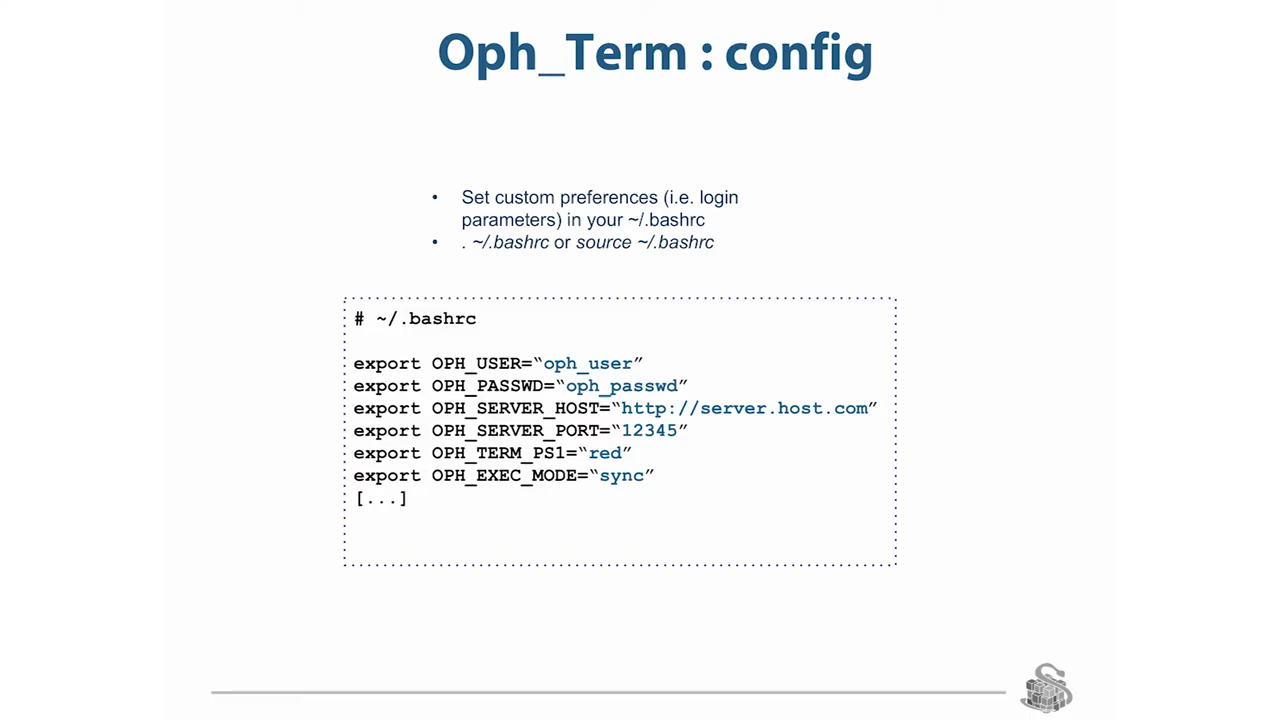 Oph_Term : config
• Set custom preferences (i.e. login
parameters) in your ~/.bashrc
• . ~/.bashrc or source ~/.bashrc
# ~/.bashrc
export OPH_USER=“oph_user”
export OPH_PASSWD=“oph_passwd”
export OPH_SERVER_HOST=“http://server.host.com”
export OPH_SERVER_PORT=“12345”
export OPH_TERM_PS1=“red”
export OPH_EXEC_MODE=“sync”
[...]